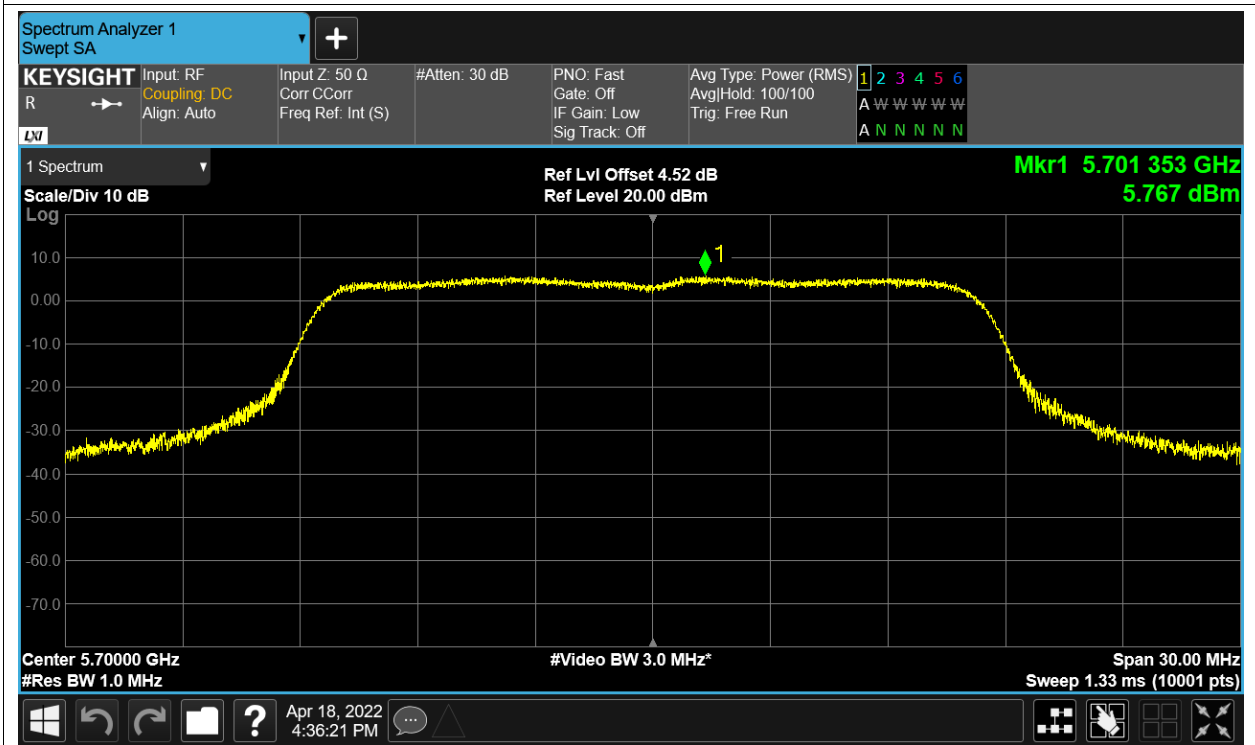 Spectrum Analyzer 1
Swept SA
KEYSIGHT
R
LXI
Input: RF
Coupling: DC
Align: Auto
Input Z: 50 Ω
Corr CCorr
Freq Ref: Int (S)
#Atten: 30 dB
PNO: Fast
Gate: Off
IF Gain: Low
Sig Track: Off
Avg Type: Power (RMS)
Avg|Hold: 100/100
Trig: Free Run
1 2 3 4 5 6
A W W W W W
A N N N N N
1 Spectrum
Scale/Div 10 dB
Log
Ref Lvl Offset 4.52 dB
Ref Level 20.00 dBm
Mkr1 5.701 353 GHz
5.767 dBm
1
10.0
0.00
-10.0
-20.0
-30.0
-40.0
-50.0
-60.0
-70.0
Center 5.70000 GHz
#Res BW 1.0 MHz
#Video BW 3.0 MHz*
Span 30.00 MHz
Sweep 1.33 ms (10001 pts)
?
Apr 18, 2022
4:36:21 PM